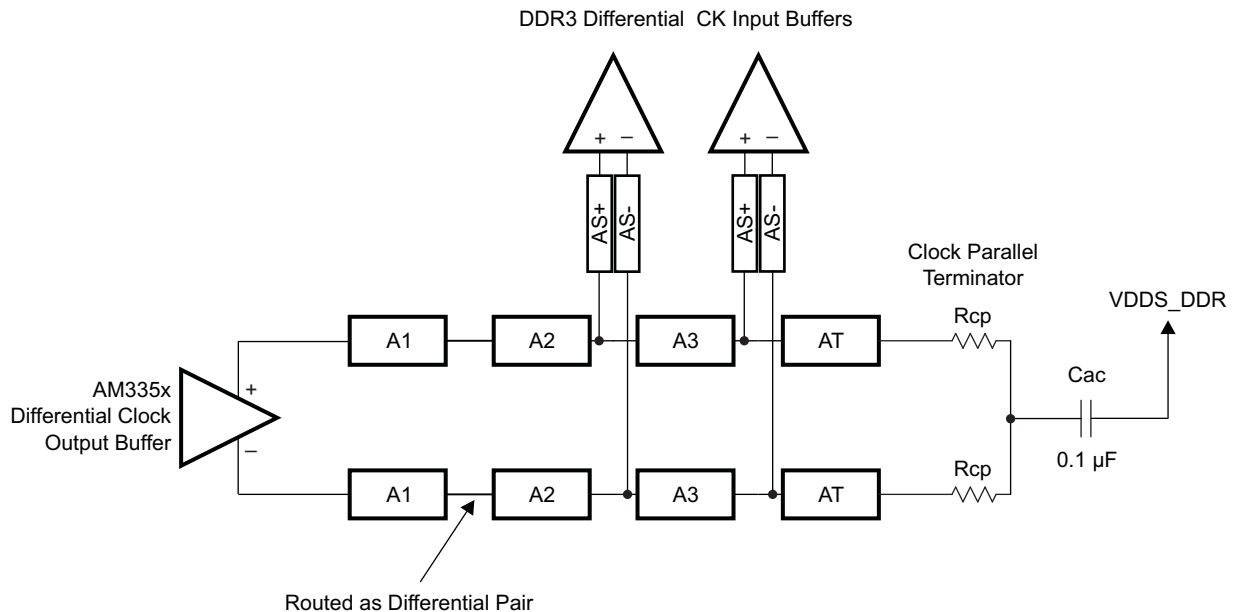 DDR3 Differential CK Input Buffers
+ −
+ −
AS+
AS-
AS+
AS-
Clock Parallel
Terminator
VDDS_DDR
Rcp
A1
A2
A3
AT
Cac
AM335x
Differential Clock
Output Buffer
+
−
0.1 µF
Rcp
A1
A2
A3
AT
Routed as Differential Pair